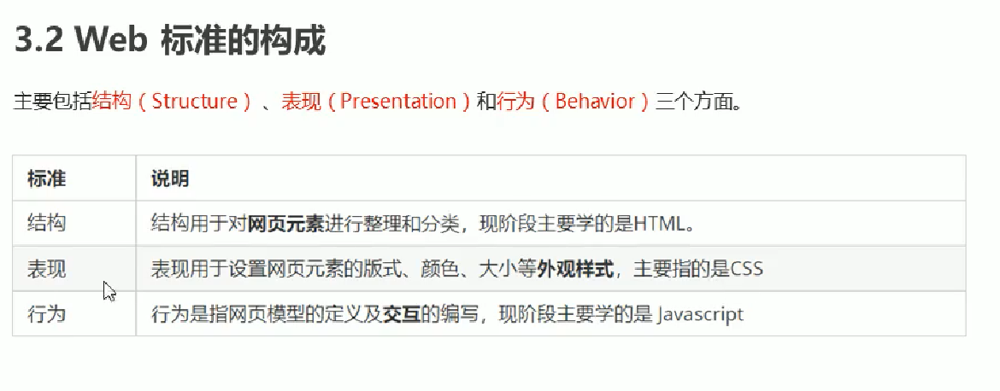 3.2 Web 标准的构成
主要包括结构（Structure）、表现（Presentation）和行为（Behavior）三个方面。
标准 说明
结构 结构用于对网页元素进行整理和分类，现阶段主要学的是HTML。
表现 表现用于设置网页元素的版式、颜色、大小等外观样式，主要指的是CSS
行为 行为是指网页模型的定义及交互的编写，现阶段主要学的是 Javascript